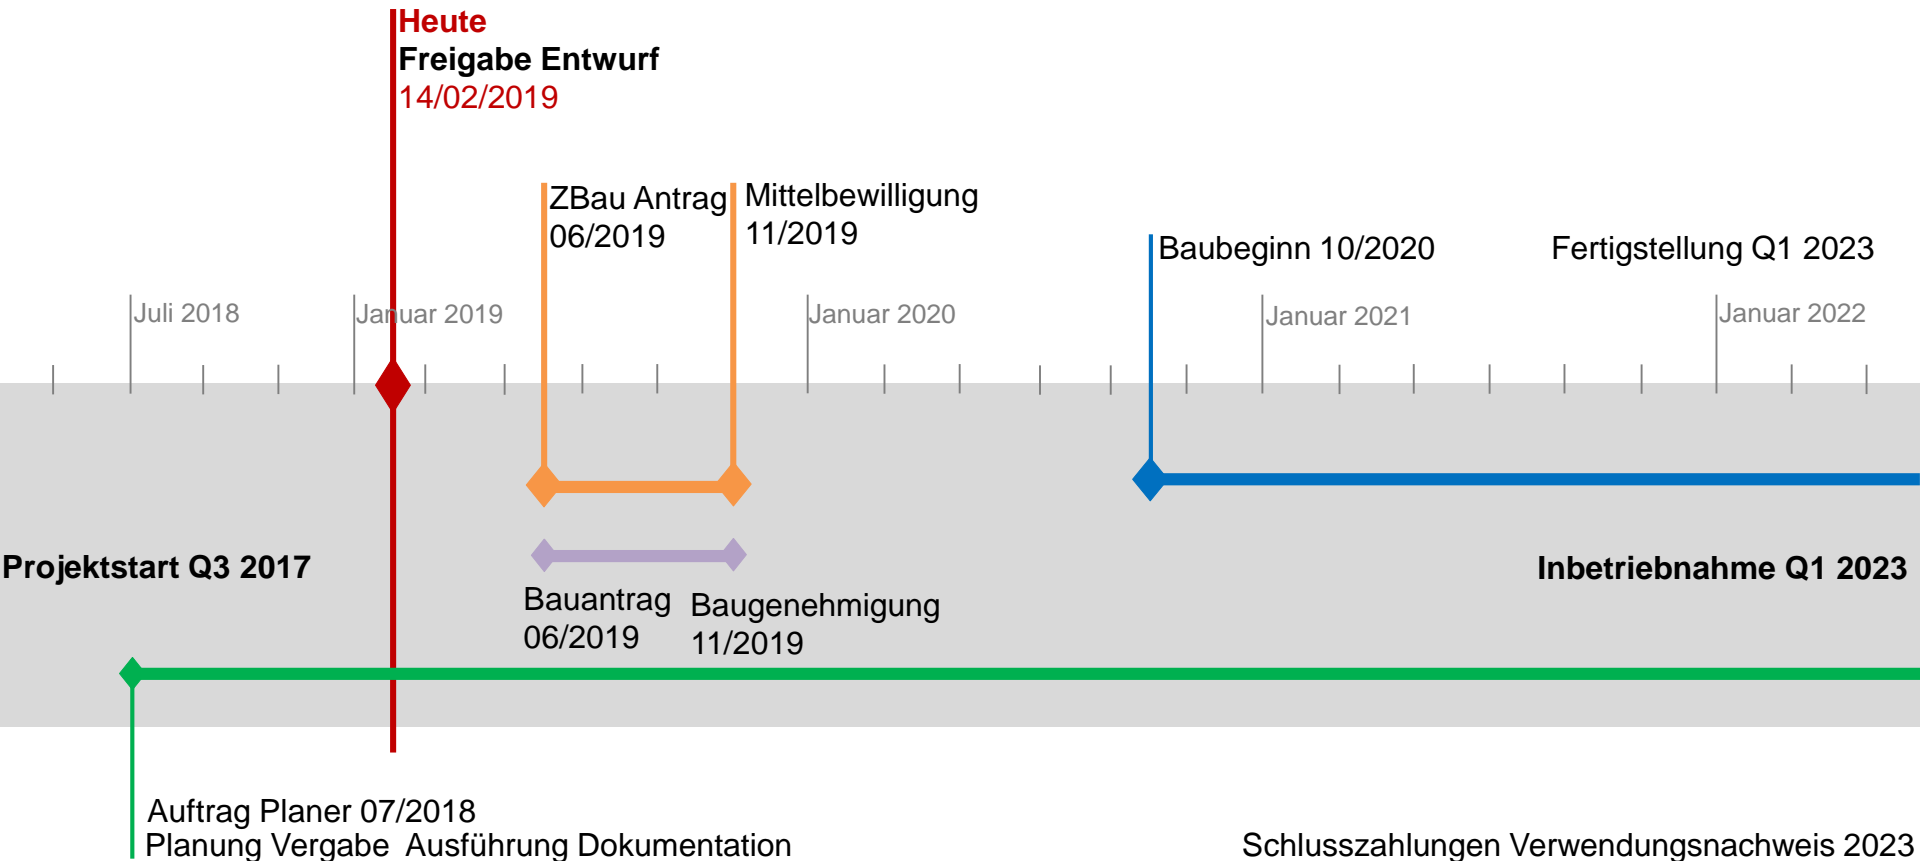 Heute
Freigabe Entwurf
14/02/2019
ZBau Antrag
06/2019
Mittelbewilligung
11/2019
Baubeginn 10/2020
Fertigstellung Q1 2023
Juli 2018
Januar 2019
Januar 2020
Januar 2021
Januar 2022
Projektstart Q3 2017
Inbetriebnahme Q1 2023
Bauantrag
06/2019
Baugenehmigung
11/2019
Auftrag Planer 07/2018
Planung Vergabe  Ausführung Dokumentation
Schlusszahlungen Verwendungsnachweis 2023